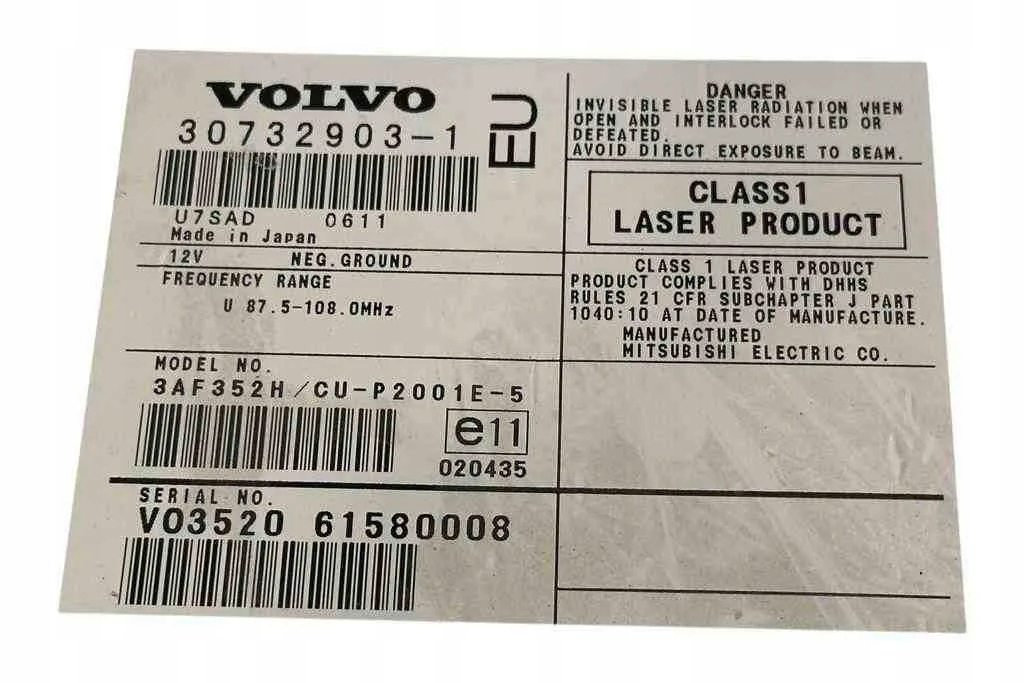 VOLVO
30732903-1
EU
U7SAD 0611
Made in Japan
12V NEG.GROUND
FREQUENCY RANGE
U 87.5-108.0MHz
MODEL NO.
3AF352H/CU-P2001E-5
e11
020435
SERIAL NO.
VO3520 61580008
DANGER
INVISIBLE LASER RADIATION WHEN
OPEN AND INTERLOCK FAILED OR
DEFEATED.
AVOID DIRECT EXPOSURE TO BEAM.
CLASS1
LASER PRODUCT
CLASS 1 LASER PRODUCT
PRODUCT COMPLIES WITH DHHS
RULES 21 CFR SUBCHAPTER J PART
1040:10 AT DATE OF MANUFACTURE.
MANUFACTURED
MITSUBISHI ELECTRIC CO.